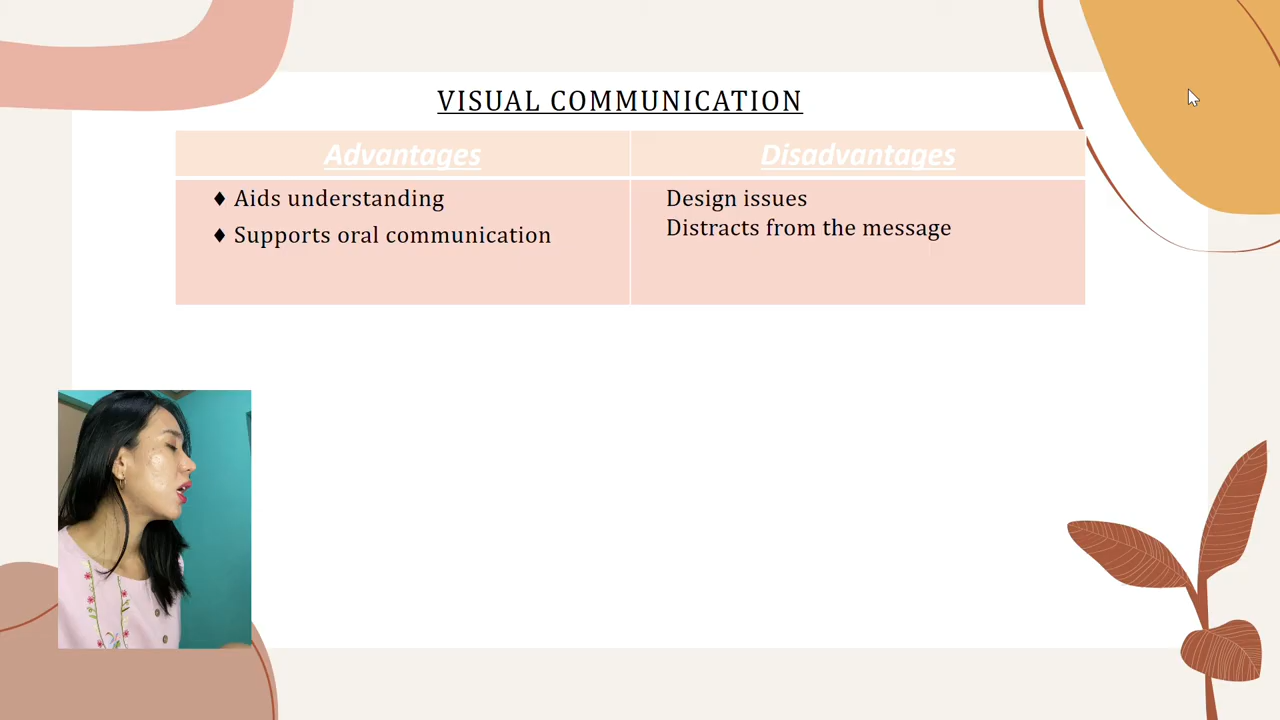 VISUAL COMMUNICATION
Advantages
Disadvantages
♦ Aids understanding
♦ Supports oral communication
Design issues
Distracts from the message